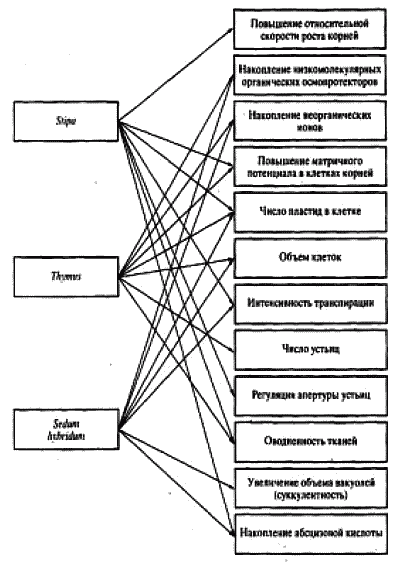 Повышение относительной
скорости роста корней
Накопление низкомолекулярных
органических осмопротекторов
Накопление неорганических
ионов
Stipa
Повышение матричного
потенциала в клетках корней
Число пластид в клетке
Объем клеток
Thymus
Интенсивность транспирации
Число устьиц
Регуляция апертуры устьиц
Sedum
hybridum
Оводненность тканей
Увеличение объема вакуолей
(суккулентность)
Накопление абсцизовой кислоты